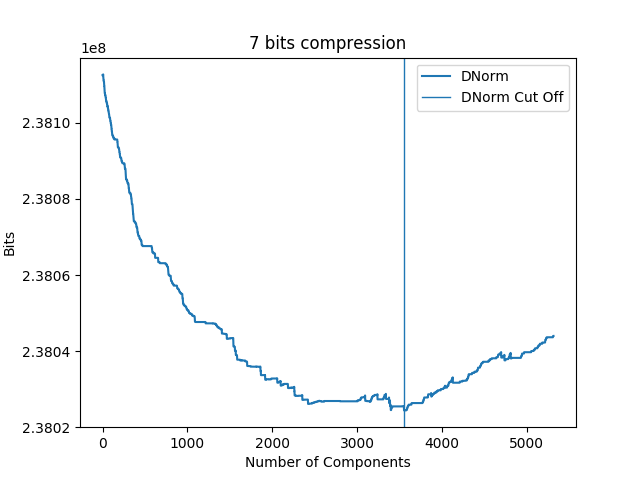 7 bits compression
1e8
DNorm
DNorm Cut Off
2.3810
2.3808
2.3806
2.3804
2.3802
Bits
0 1000 2000 3000 4000 5000
Number of Components